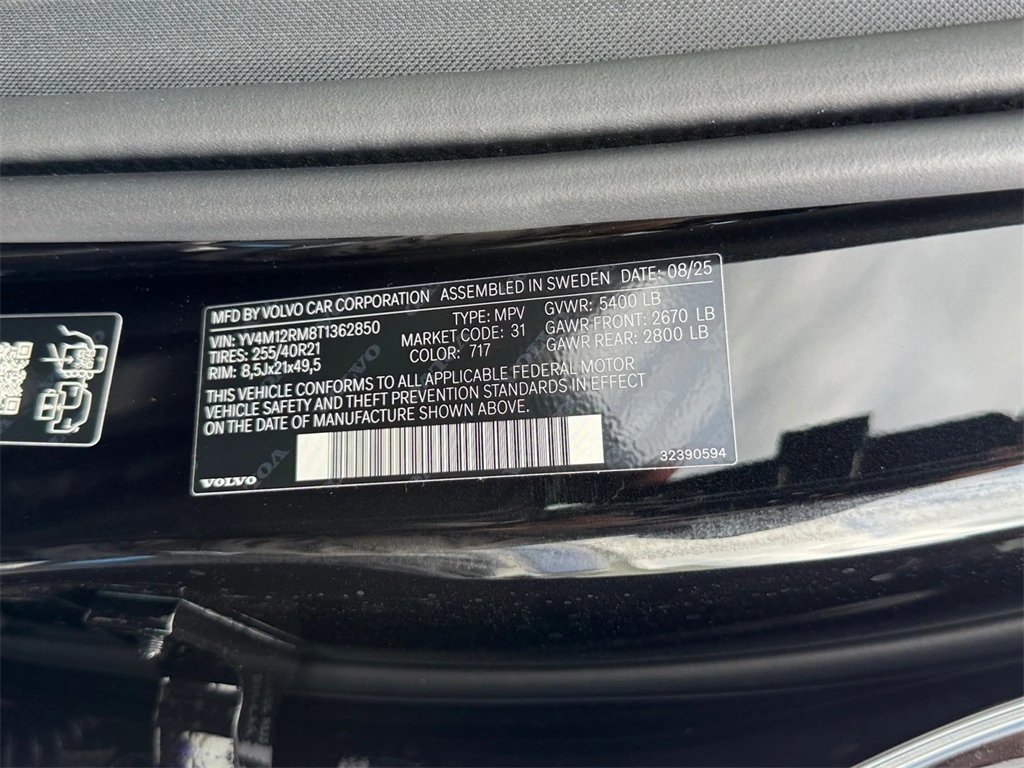 MFD BY VOLVO CAR CORPORATION ASSEMBLED IN SWEDEN DATE: 08/25
VIN: YV4M12RM8T1362850 TYPE: MPV GVWR: 5400 LB
TIRES: 255/40R21 MARKET CODE: 31 GAWR FRONT: 2670 LB
RIM: 8,5Jx21x49,5 COLOR: 717 GAWR REAR: 2800 LB
THIS VEHICLE CONFORMS TO ALL APPLICABLE FEDERAL MOTOR
VEHICLE SAFETY AND THEFT PREVENTION STANDARDS IN EFFECT
ON THE DATE OF MANUFACTURE SHOWN ABOVE.
VOLVO 32390594